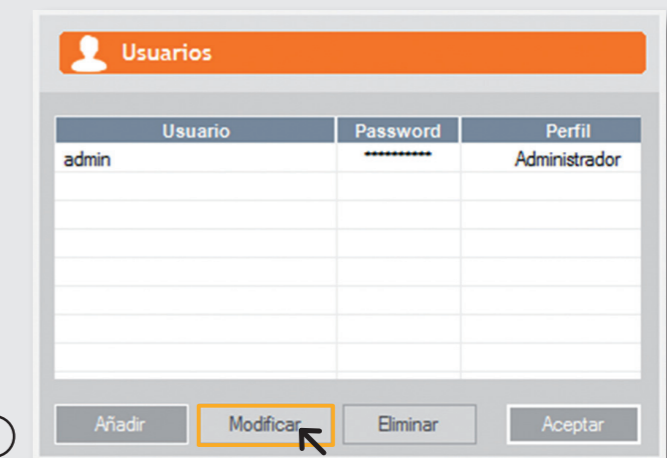 Usuarios
Usuario Password Perfil
admin ********** Administrador
Añadir Modificar Eliminar Aceptar